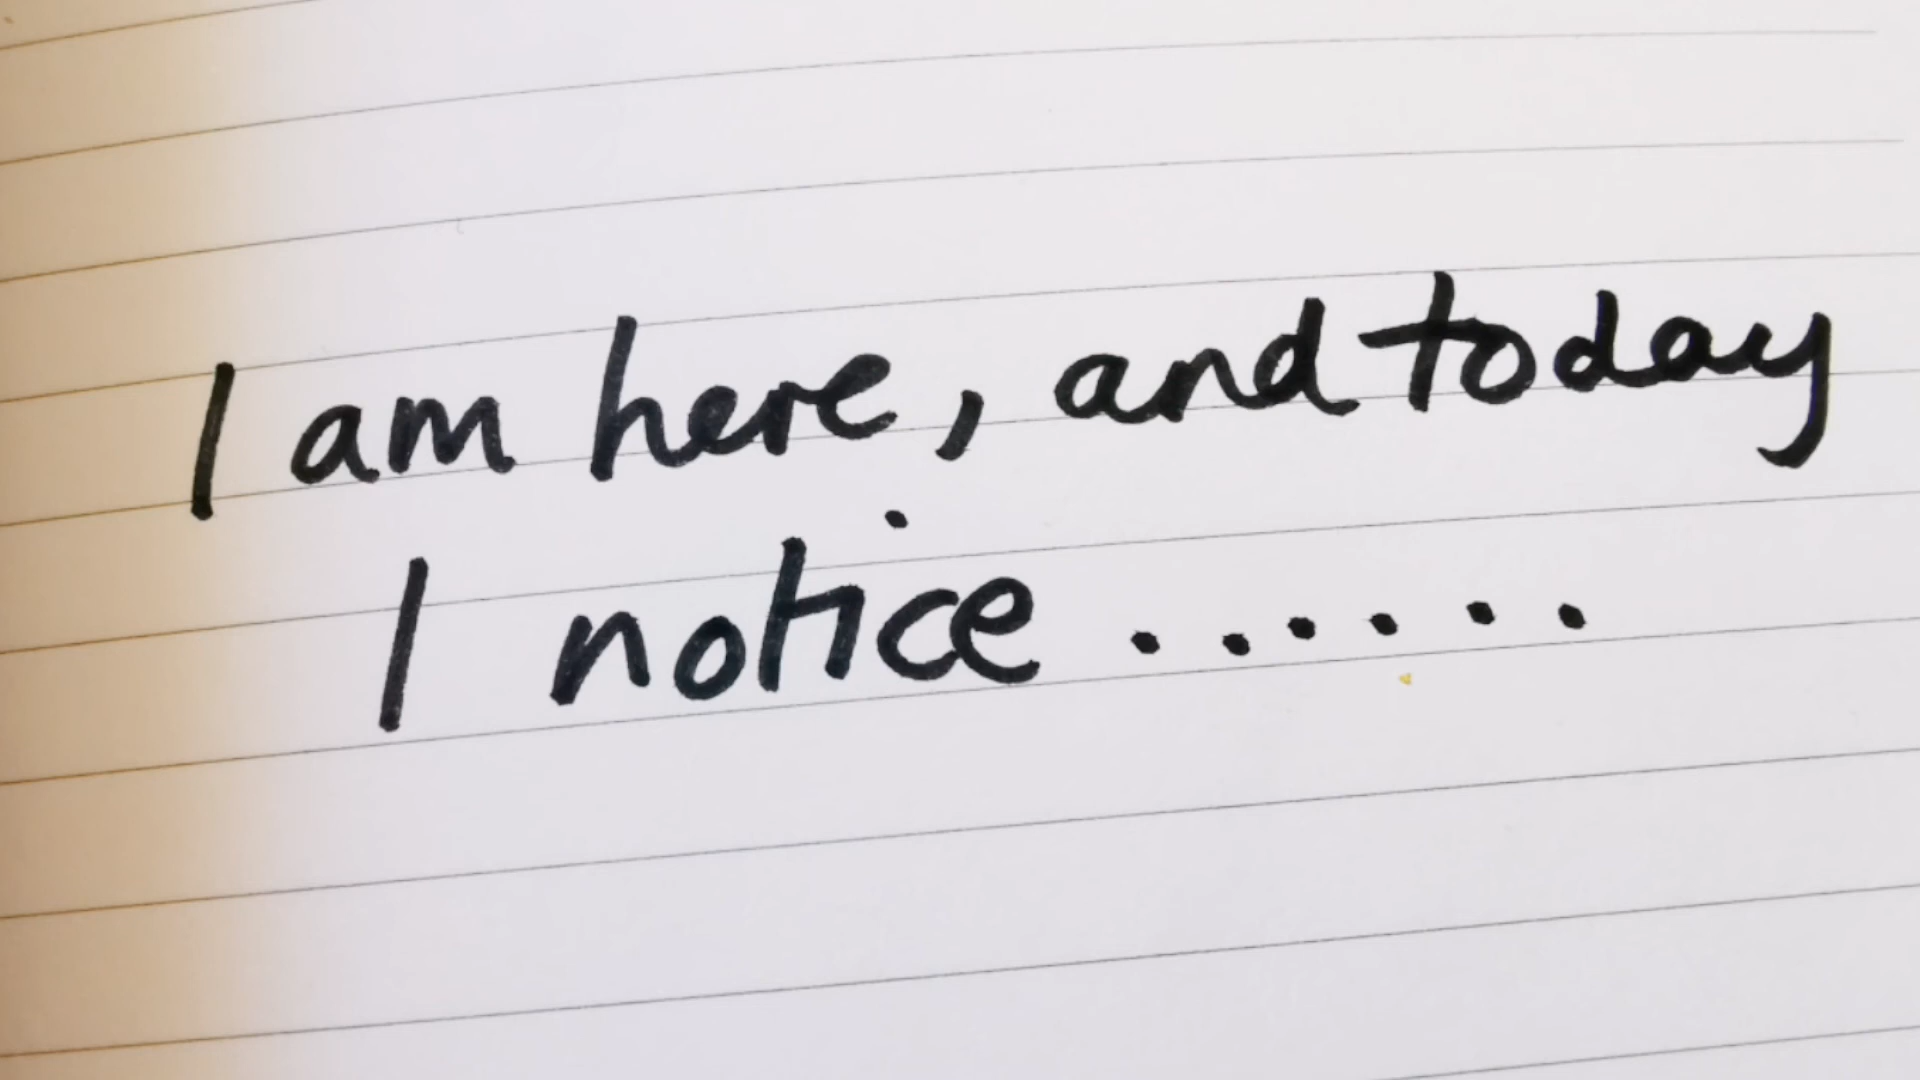 I am here, and today
I notice ......